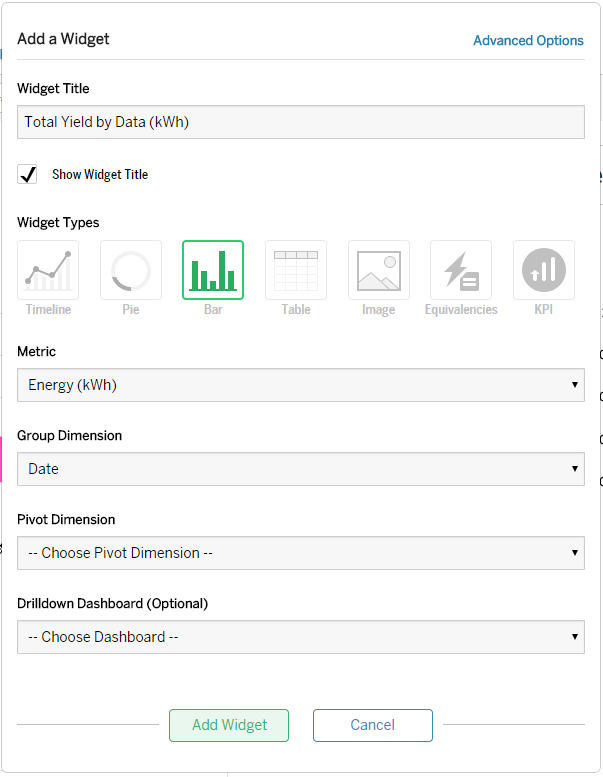 Add a Widget Advanced Options
Widget Title
Total Yield by Data (kWh)
Show Widget Title
Widget Types
Timeline Pie Bar Table Image Equivalencies KPI
Metric
Energy (kWh)
Group Dimension
Date
Pivot Dimension
-- Choose Pivot Dimension --
Drilldown Dashboard (Optional)
-- Choose Dashboard --
Add Widget Cancel